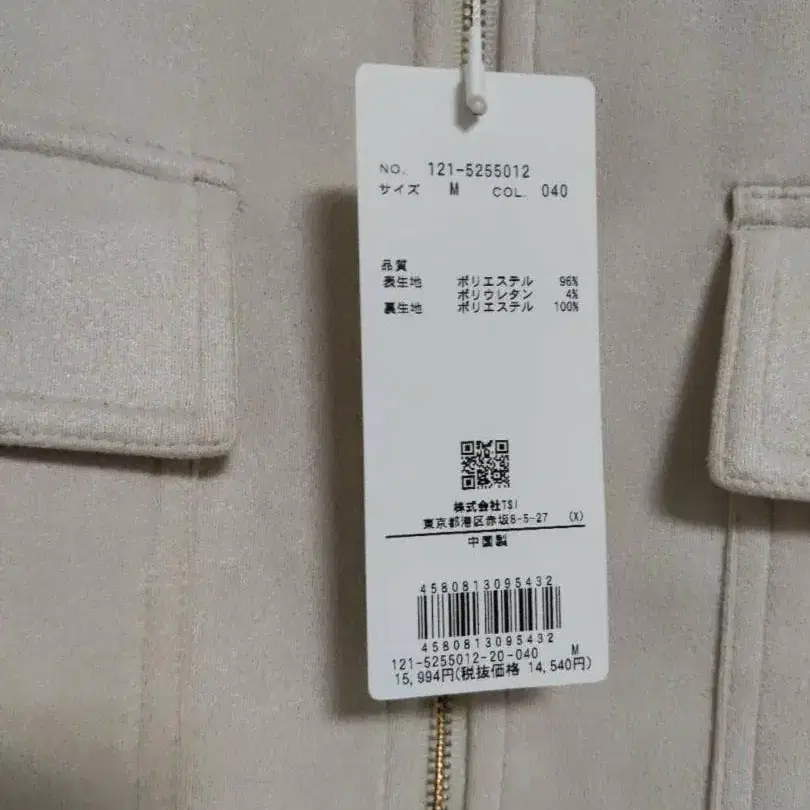 NO. 121-5255012
サイズ M COL. 040
品質
表生地 ポリエステル 96%
ポリウレタン 4%
裏生地 ポリエステル 100%
株式会社TSI
東京都港区赤坂8-5-27 (X)
中国製
4580813095432
4580813095432
121-5255012-20-040 M
15,994円(税抜価格 14,540円)